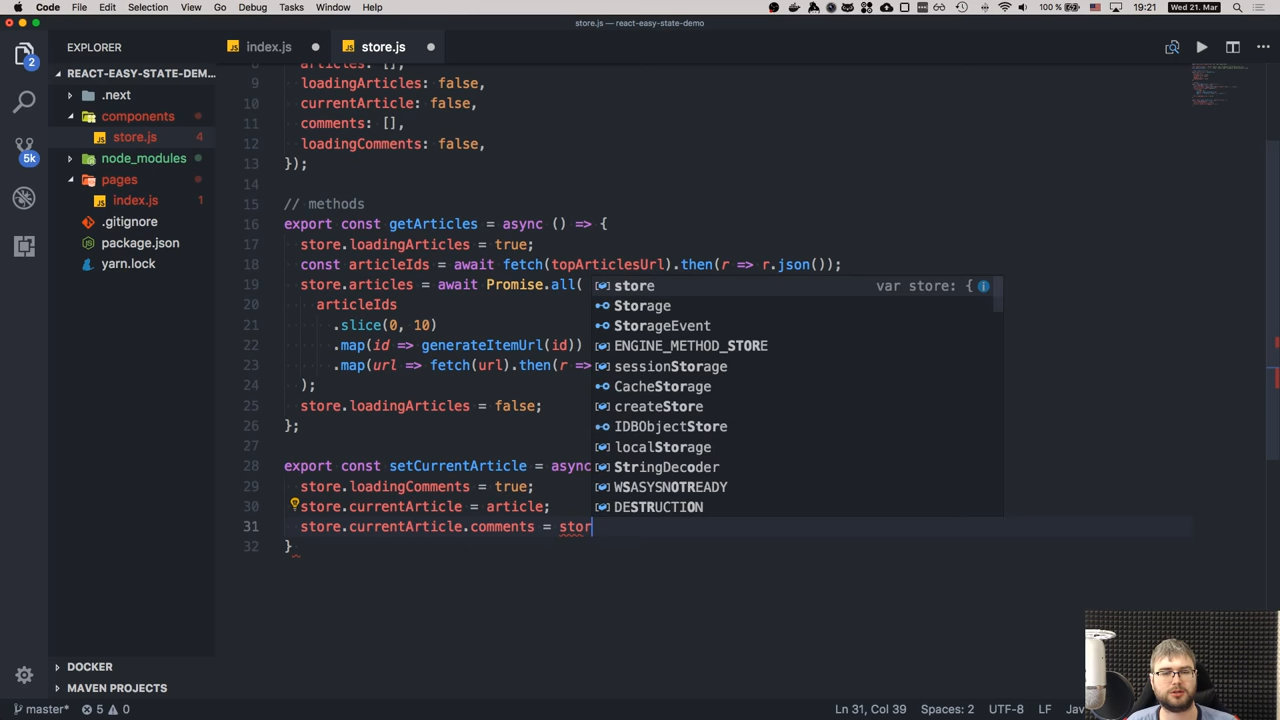 Code File Edit Selection View Go Debug Tasks Window Help 100 % Wed 21. Mar 19:21
store.js — react-easy-state-demo
EXPLORER
REACT-EASY-STATE-DEM...
.next
components
store.js 4
node_modules
pages
index.js 1
.gitignore
package.json
yarn.lock
DOCKER
MAVEN PROJECTS
2
5k
index.js
store.js
articles: [],
9 loadingArticles: false,
10 currentArticle: false,
11 comments: [],
12 loadingComments: false,
13 });
14
15 // methods
16 export const getArticles = async () => {
17 store.loadingArticles = true;
18 const articleIds = await fetch(topArticlesUrl).then(r => r.json());
19 store.articles = await Promise.all(
20 articleIds
21 .slice(0, 10)
22 .map(id => generateItemUrl(id))
23 .map(url => fetch(url).then(r =>
24 );
25 store.loadingArticles = false;
26 };
27
28 export const setCurrentArticle = async
29 store.loadingComments = true;
30 store.currentArticle = article;
31 store.currentArticle.comments = stor
32 }
store var store: {
Storage
StorageEvent
ENGINE_METHOD_STORE
sessionStorage
CacheStorage
createStore
IDBObjectStore
localStorage
StringDecoder
WSASYSNOTREADY
DESTRUCTION
master* 5 0 Ln 31, Col 39 Spaces: 2 UTF-8 LF